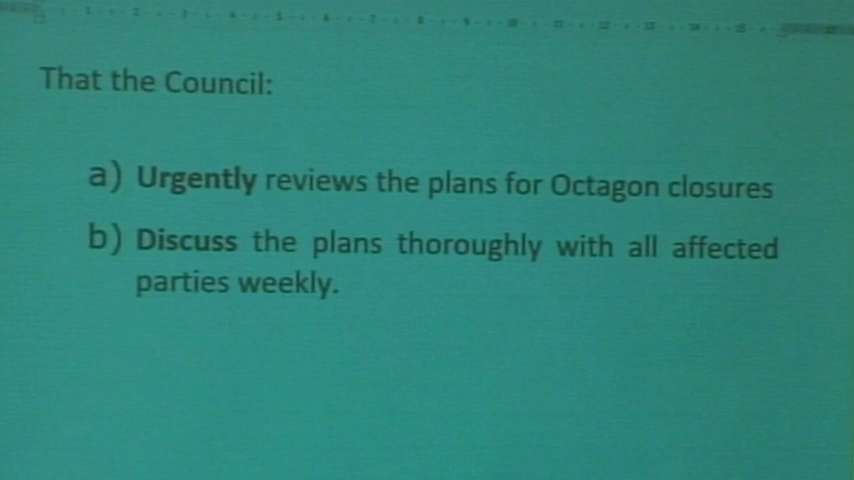 That the Council:
a) Urgently reviews the plans for Octagon closures
b) Discuss the plans thoroughly with all affected
parties weekly.